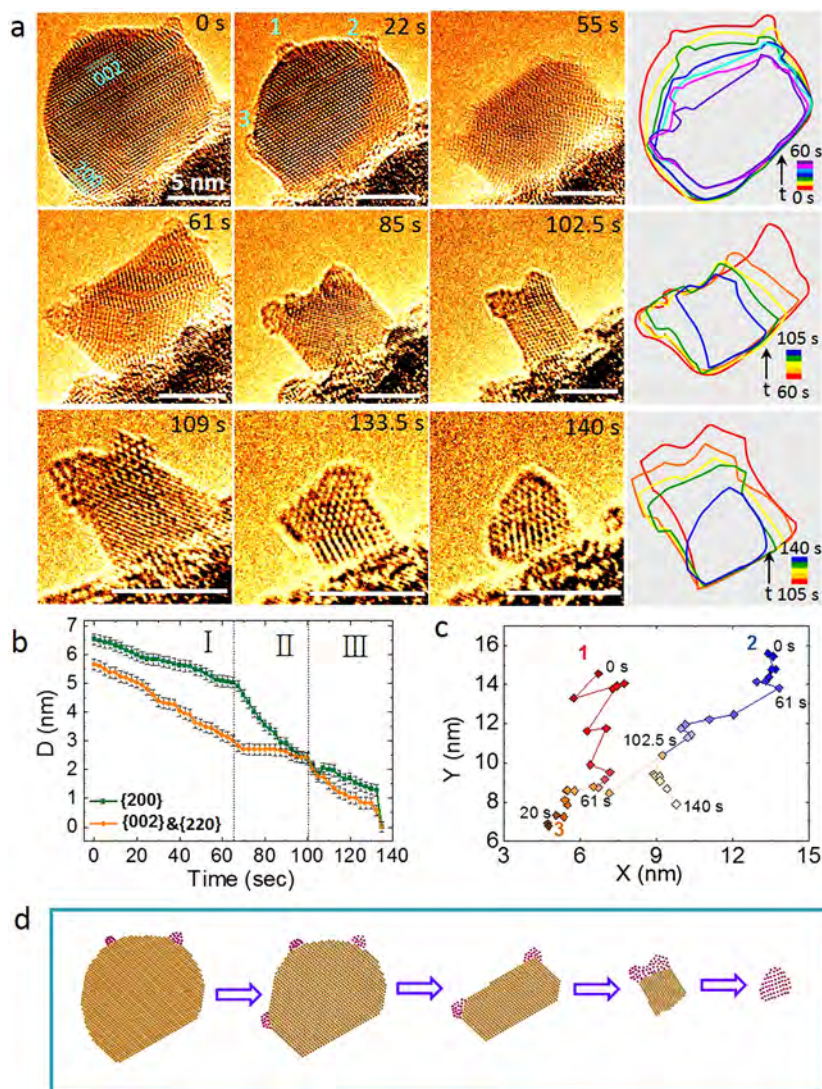 a
0 s
002
200
5 nm
1
2
22 s
3
55 s
60 s
t
0 s
61 s
85 s
102.5 s
105 s
t
60 s
109 s
133.5 s
140 s
140 s
t
105 s
b
7
6
5
4
3
2
1
0
D (nm)
I
II
III
{200}
{002}&{220}
0
20
40
60
80
100
120
140
Time (sec)
c
16
14
12
10
8
6
Y (nm)
1
0 s
2
0 s
61 s
102.5 s
61 s
140 s
20 s
3
3
6
9
12
15
X (nm)
d